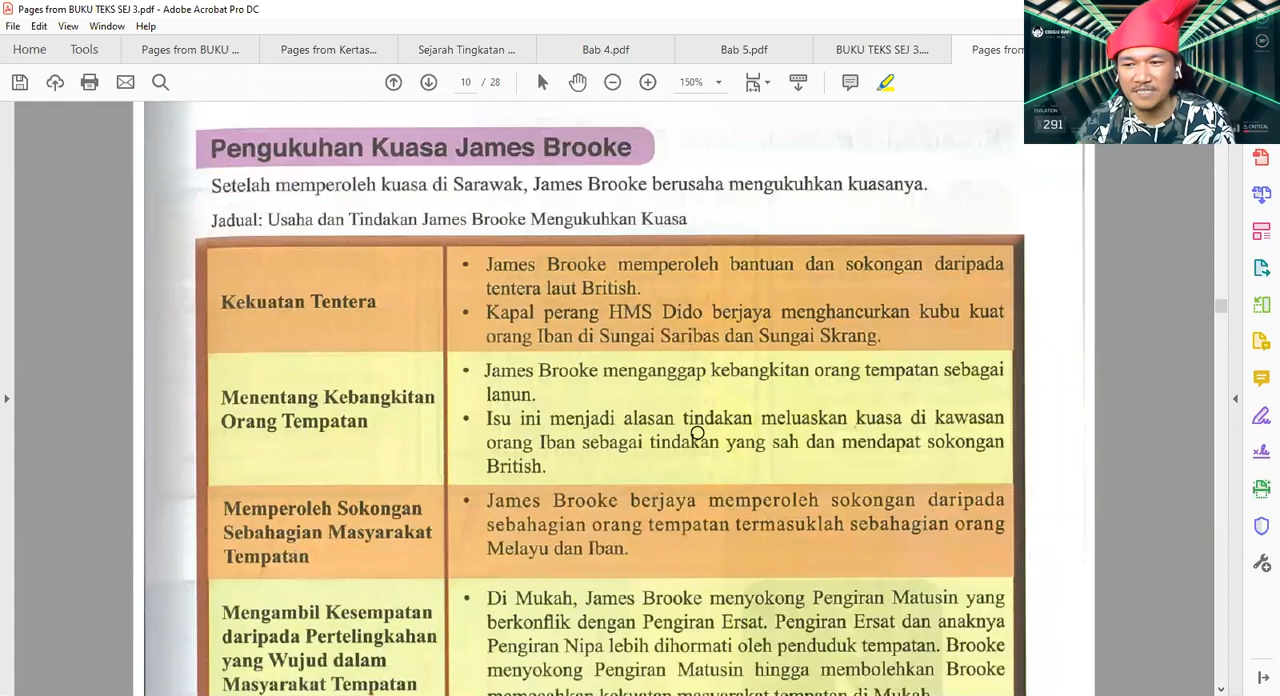 Pages from BUKU TEKS SEJ 3.pdf - Adobe Acrobat Pro DC
File Edit View Window Help
Home Tools Pages from BUKU ... Pages from Kertas... Sejarah Tingkatan ... Bab 4.pdf Bab 5.pdf BUKU TEKS SEJ 3.... Pages from
10 / 28 150%
291
CRITICAL
Pengukuhan Kuasa James Brooke
Setelah memperoleh kuasa di Sarawak, James Brooke berusaha mengukuhkan kuasanya.
Jadual: Usaha dan Tindakan James Brooke Mengukuhkan Kuasa
Kekuatan Tentera
• James Brooke memperoleh bantuan dan sokongan daripada
tentera laut British.
• Kapal perang HMS Dido berjaya menghancurkan kubu kuat
orang Iban di Sungai Saribas dan Sungai Skrang.
Menentang Kebangkitan
Orang Tempatan
• James Brooke menganggap kebangkitan orang tempatan sebagai
lanun.
• Isu ini menjadi alasan tindakan meluaskan kuasa di kawasan
orang Iban sebagai tindakan yang sah dan mendapat sokongan
British.
Memperoleh Sokongan
Sebahagian Masyarakat
Tempatan
• James Brooke berjaya memperoleh sokongan daripada
sebahagian orang tempatan termasuklah sebahagian orang
Melayu dan Iban.
Mengambil Kesempatan
daripada Pertelingkahan
yang Wujud dalam
Masyarakat Tempatan
• Di Mukah, James Brooke menyokong Pengiran Matusin yang
berkonflik dengan Pengiran Ersat. Pengiran Ersat dan anaknya
Pengiran Nipa lebih dihormati oleh penduduk tempatan. Brooke
menyokong Pengiran Matusin hingga membolehkan Brooke
memecahkan kekuatan masyarakat tempatan di Mukah.